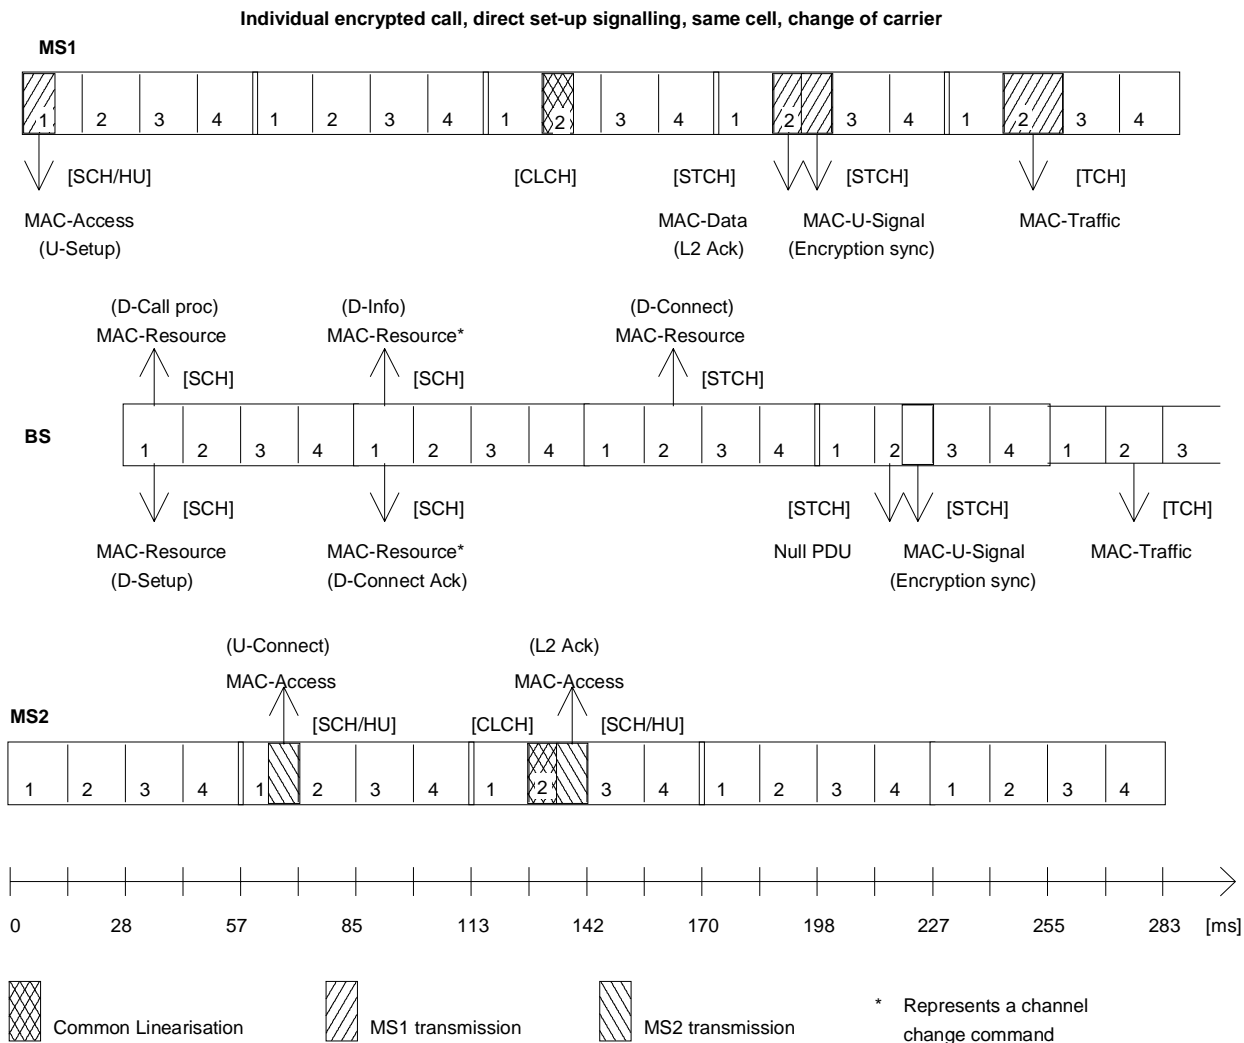 Individual encrypted call, direct set-up signalling, same cell, change of carrier
MS1
1 2 3 4 1 2 3 4 1 2 3 4 1 2 3 4 1 2 3 4
[SCH/HU] [CLCH] [STCH] [STCH] [TCH]
MAC-Access MAC-Data MAC-U-Signal MAC-Traffic
(U-Setup) (L2 Ack) (Encryption sync)
(D-Call proc) (D-Info) (D-Connect)
MAC-Resource MAC-Resource* MAC-Resource
[SCH] [SCH] [STCH]
BS
1 2 3 4 1 2 3 4 1 2 3 4 1 2 3 4 1 2 3
[SCH] [SCH] [STCH] [STCH] [TCH]
MAC-Resource MAC-Resource* Null PDU MAC-U-Signal MAC-Traffic
(D-Setup) (D-Connect Ack) (Encryption sync)
(U-Connect) (L2 Ack)
MAC-Access MAC-Access
MS2 [SCH/HU] [CLCH] [SCH/HU]
1 2 3 4 1 2 3 4 1 2 3 4 1 2 3 4 1 2 3 4
0 28 57 85 113 142 170 198 227 255 283 [ms]
Common Linearisation MS1 transmission MS2 transmission * Represents a channel
change command